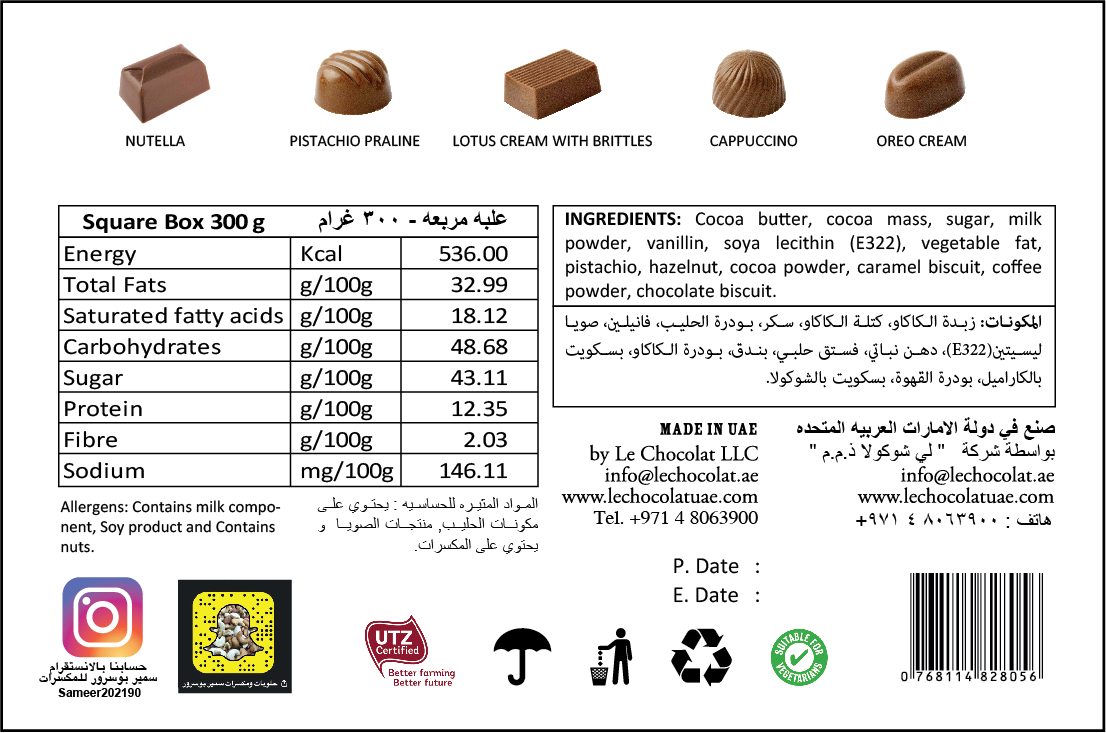 NUTELLA
PISTACHIO PRALINE
LOTUS CREAM WITH BRITTLES
CAPPUCCINO
OREO CREAM
Square Box 300 g علبه مربعه - ٣٠٠ غرام
Energy Kcal 536.00
Total Fats g/100g 32.99
Saturated fatty acids g/100g 18.12
Carbohydrates g/100g 48.68
Sugar g/100g 43.11
Protein g/100g 12.35
Fibre g/100g 2.03
Sodium mg/100g 146.11
Allergens: Contains milk compo-
nent, Soy product and Contains
nuts.
المواد المثيره للحساسيه : يحتوي على
مكونات الحليب, منتجات الصويا و
يحتوي على المكسرات.
INGREDIENTS: Cocoa butter, cocoa mass, sugar, milk
powder, vanillin, soya lecithin (E322), vegetable fat,
pistachio, hazelnut, cocoa powder, caramel biscuit, coffee
powder, chocolate biscuit.
المكونات: زبدة الكاكاو، كتلة الكاكاو، سكر، بودرة الحليب، فانيلين، صويا
ليسيتين(E322)، دهن نباتي، فستق حلبي، بندق، بودرة الكاكاو، بسكويت
بالكاراميل، بودرة القهوة، بسكويت بالشوكولا.
MADE IN UAE
by Le Chocolat LLC
info@lechocolat.ae
www.lechocolatuae.com
Tel. +971 4 8063900
صنع في دولة الامارات العربيه المتحده
بواسطة شركة " لي شوكولا ذ.م.م "
info@lechocolat.ae
www.lechocolatuae.com
هاتف : ٨٠٦٣٩٠٠ ٤ ٩٧١+
P. Date :
E. Date :
حسابنا بالانستقرام
سمير بوسرور للمكسرات
Sameer202190
حلويات ومكسرات سمير بوسرور
UTZ
Certified
Better farming
Better future
SUITABLE FOR
VEGETARIANS
0 768114 828056